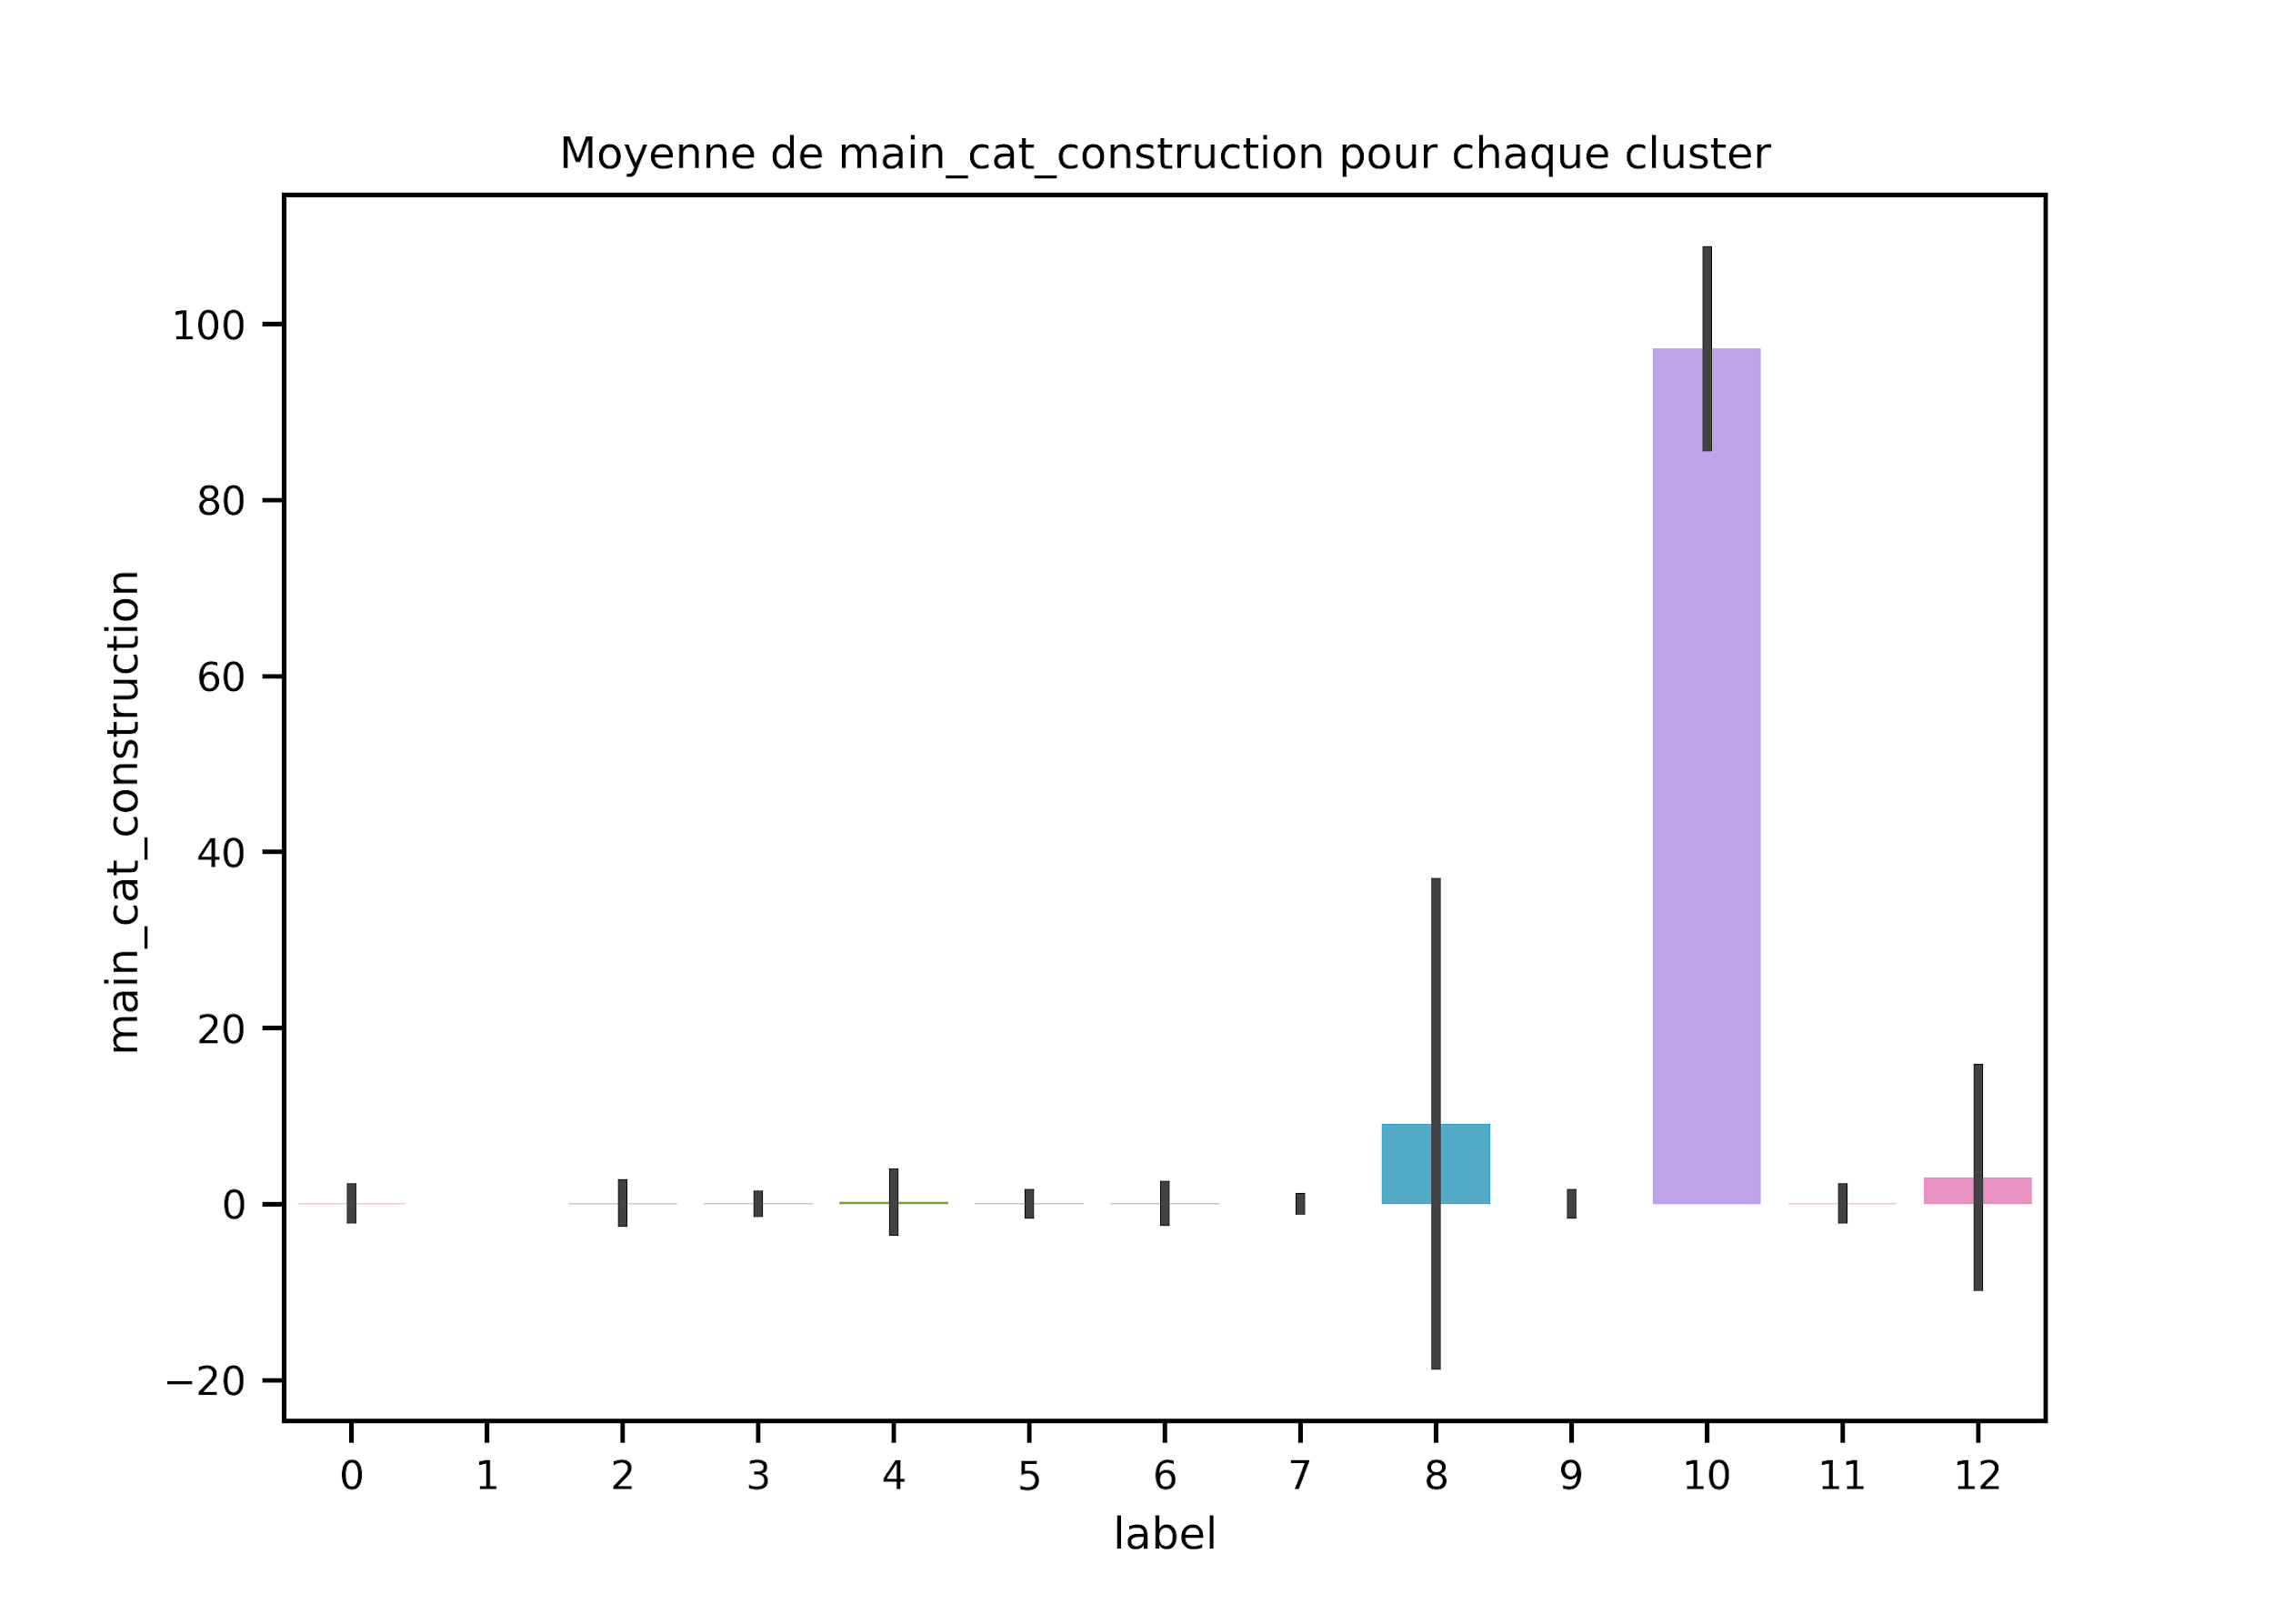 Moyenne de main_cat_construction pour chaque cluster
main_cat_construction
100
80
60
40
20
0
−20
0 1 2 3 4 5 6 7 8 9 10 11 12
label